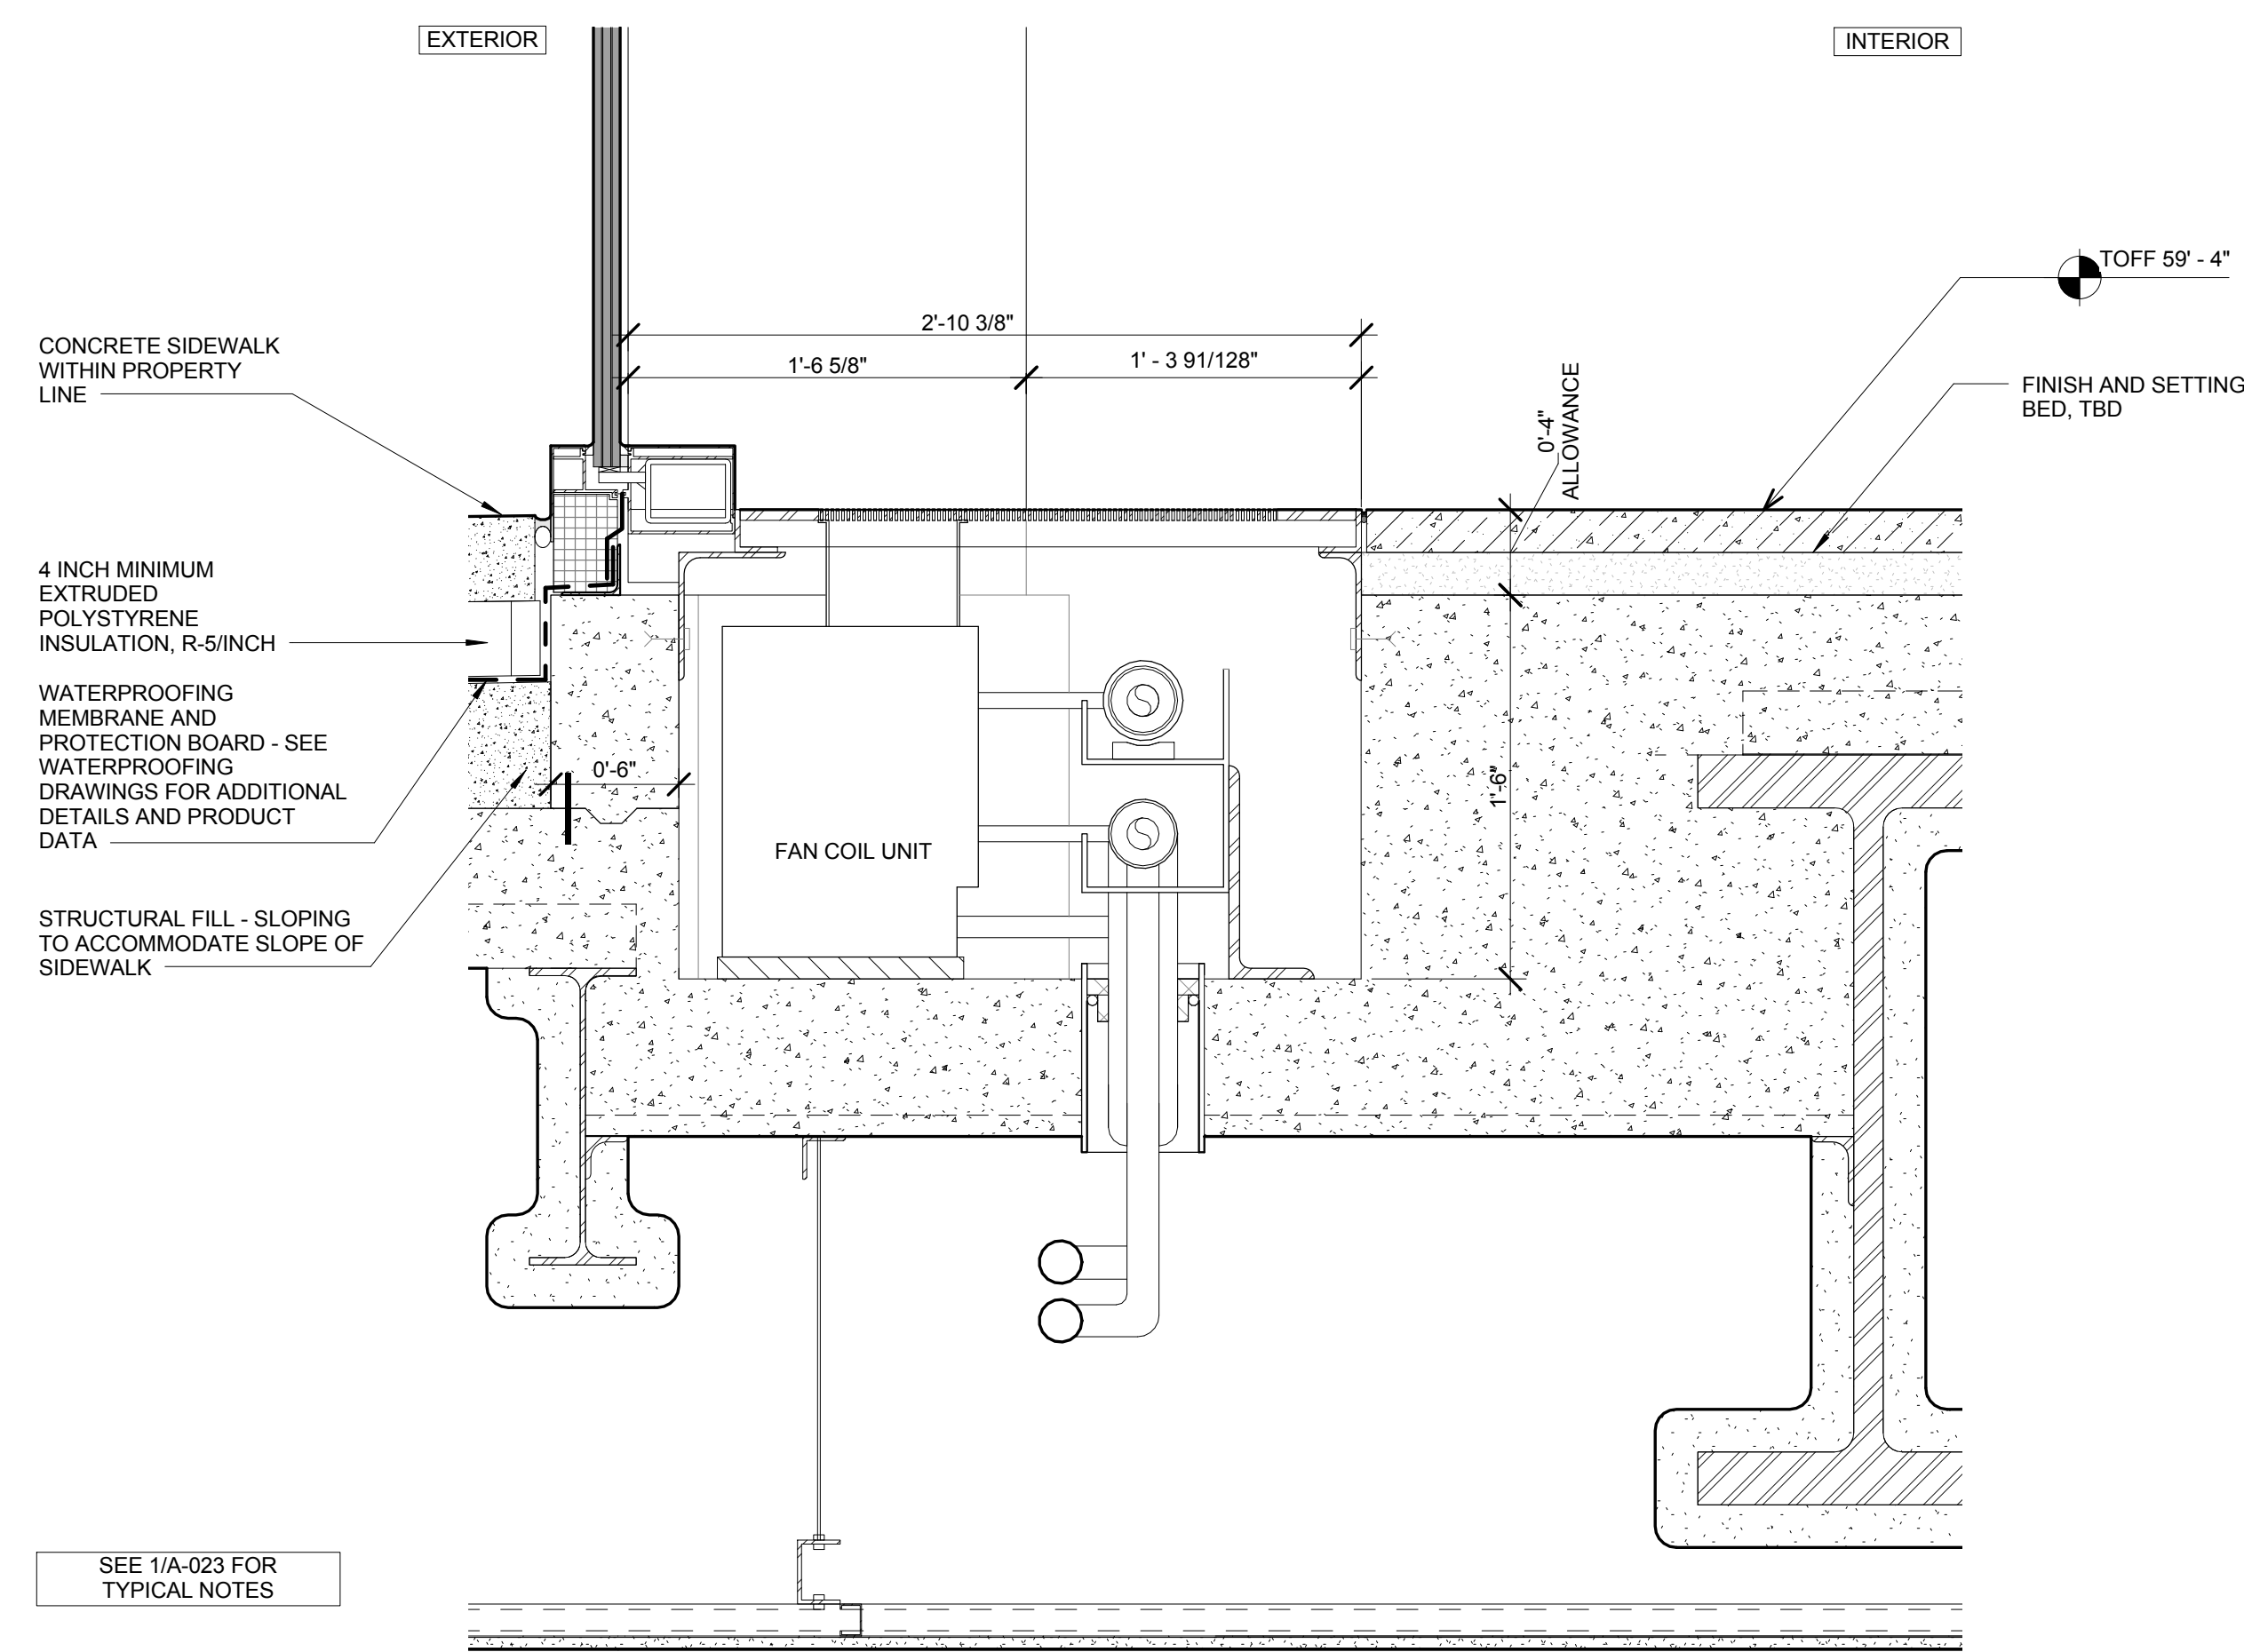 EXTERIOR
INTERIOR
TOFF 59' - 4"
2'-10 3/8"
1'-6 5/8"
1' - 3 91/128"
0'-4"
ALLOWANCE
FINISH AND SETTING
BED, TBD
CONCRETE SIDEWALK
WITHIN PROPERTY
LINE
4 INCH MINIMUM
EXTRUDED
POLYSTYRENE
INSULATION, R-5/INCH
WATERPROOFING
MEMBRANE AND
PROTECTION BOARD - SEE
WATERPROOFING
DRAWINGS FOR ADDITIONAL
DETAILS AND PRODUCT
DATA
0'-6"
1'-6"
FAN COIL UNIT
STRUCTURAL FILL - SLOPING
TO ACCOMMODATE SLOPE OF
SIDEWALK
SEE 1/A-023 FOR
TYPICAL NOTES